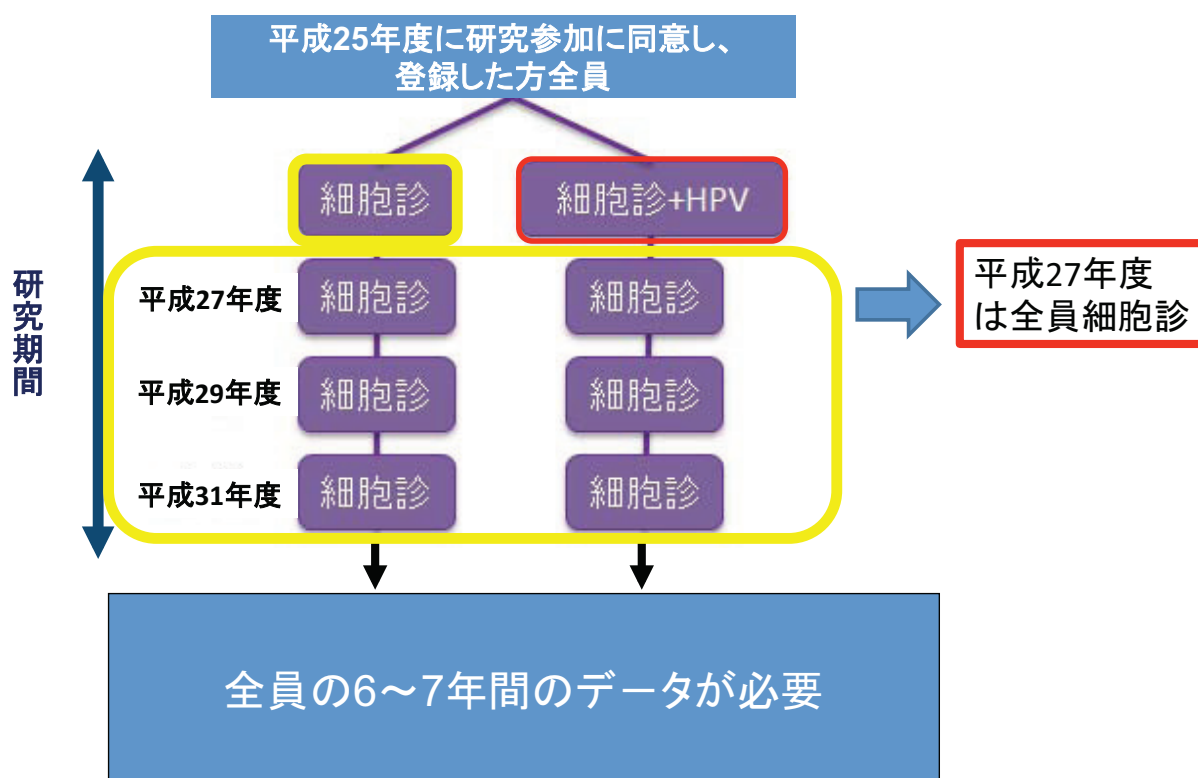 平成25年度に研究参加に同意し、
登録した方全員
細胞診
細胞診+HPV
研究期間
平成27年度
細胞診
細胞診
平成27年度
は全員細胞診
平成29年度
細胞診
細胞診
平成31年度
細胞診
細胞診
全員の6～7年間のデータが必要